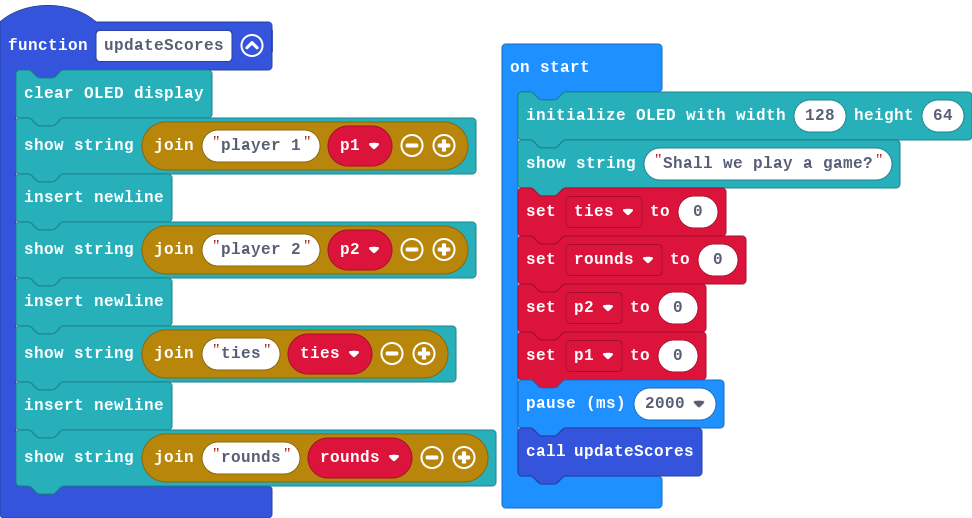 function updateScores
clear OLED display
show string join "player 1" p1
insert newline
show string join "player 2" p2
insert newline
show string join "ties" ties
insert newline
show string join "rounds" rounds
on start
initialize OLED with width 128 height 64
show string "Shall we play a game?"
set ties to 0
set rounds to 0
set p2 to 0
set p1 to 0
pause (ms) 2000
call updateScores